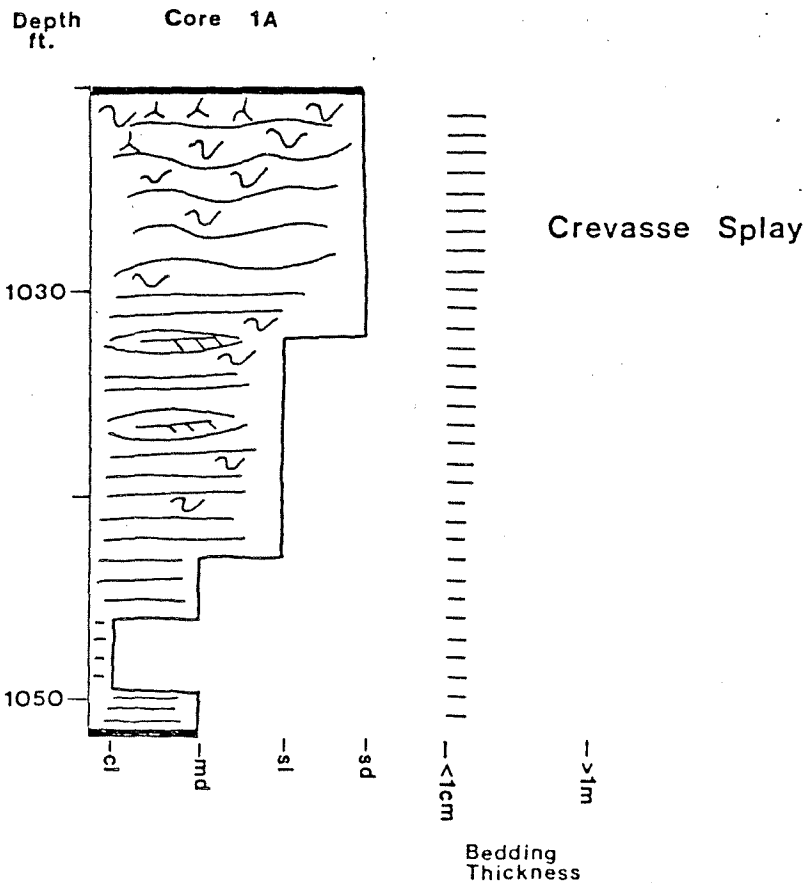 Depth
ft.
Core 1A
Crevasse Splay
1030
1050
cl
md
sl
sd
<1cm
>1m
Bedding
Thickness